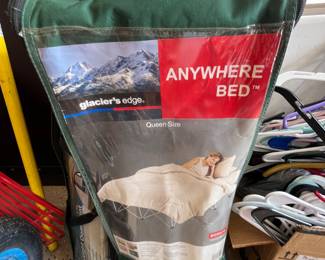 glacier's edge.
ANYWHERE
BED™
Queen Size